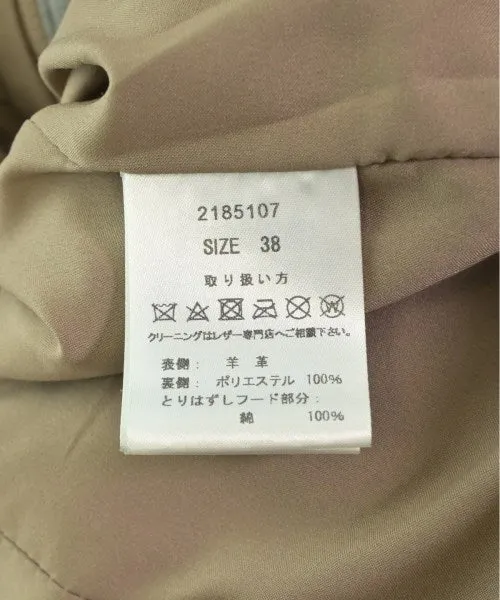 2185107
SIZE 38
取り扱い方
クリーニングはレザー専門店へご相談下さい。
表側： 羊 革
裏側： ポリエステル 100%
とりはずしフード部分：
綿 100%